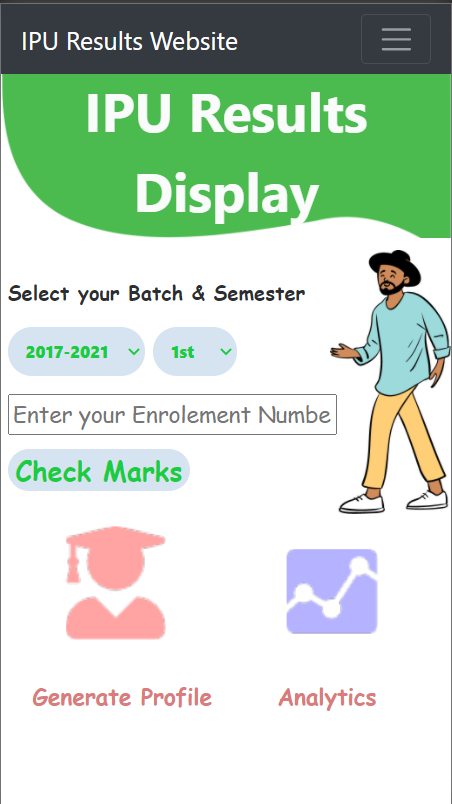 IPU Results Website
IPU Results
Display
Select your Batch & Semester
2017-2021 1st
Enter your Enrolement Numbe
Check Marks
Generate Profile Analytics